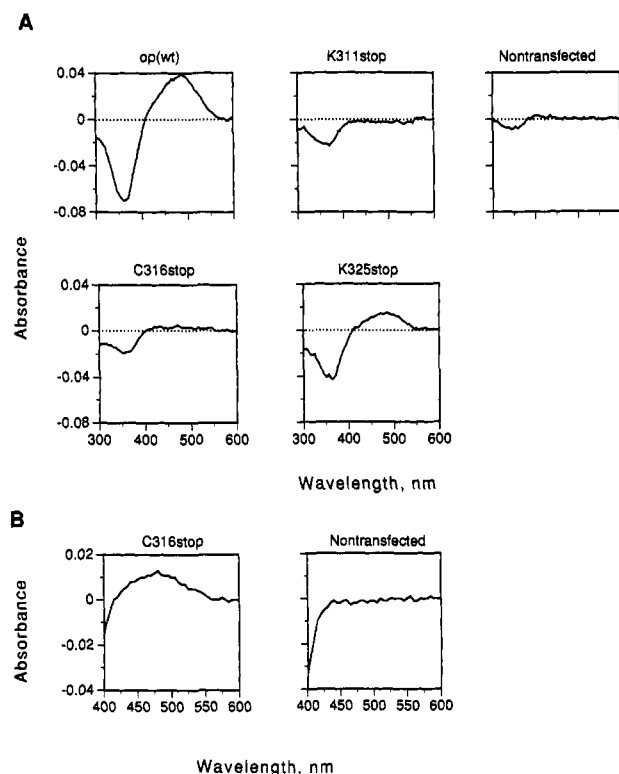 A
op(wt)
K311stop
Nontransfected
0.04
0
-0.04
-0.08
C316stop
K325stop
0.04
0
-0.04
-0.08
300 400 500 600
300 400 500 600
Absorbance
Wavelength, nm
B
C316stop
Nontransfected
0.02
0
-0.02
-0.04
400 450 500 550 600
400 450 500 550 600
Absorbance
Wavelength, nm